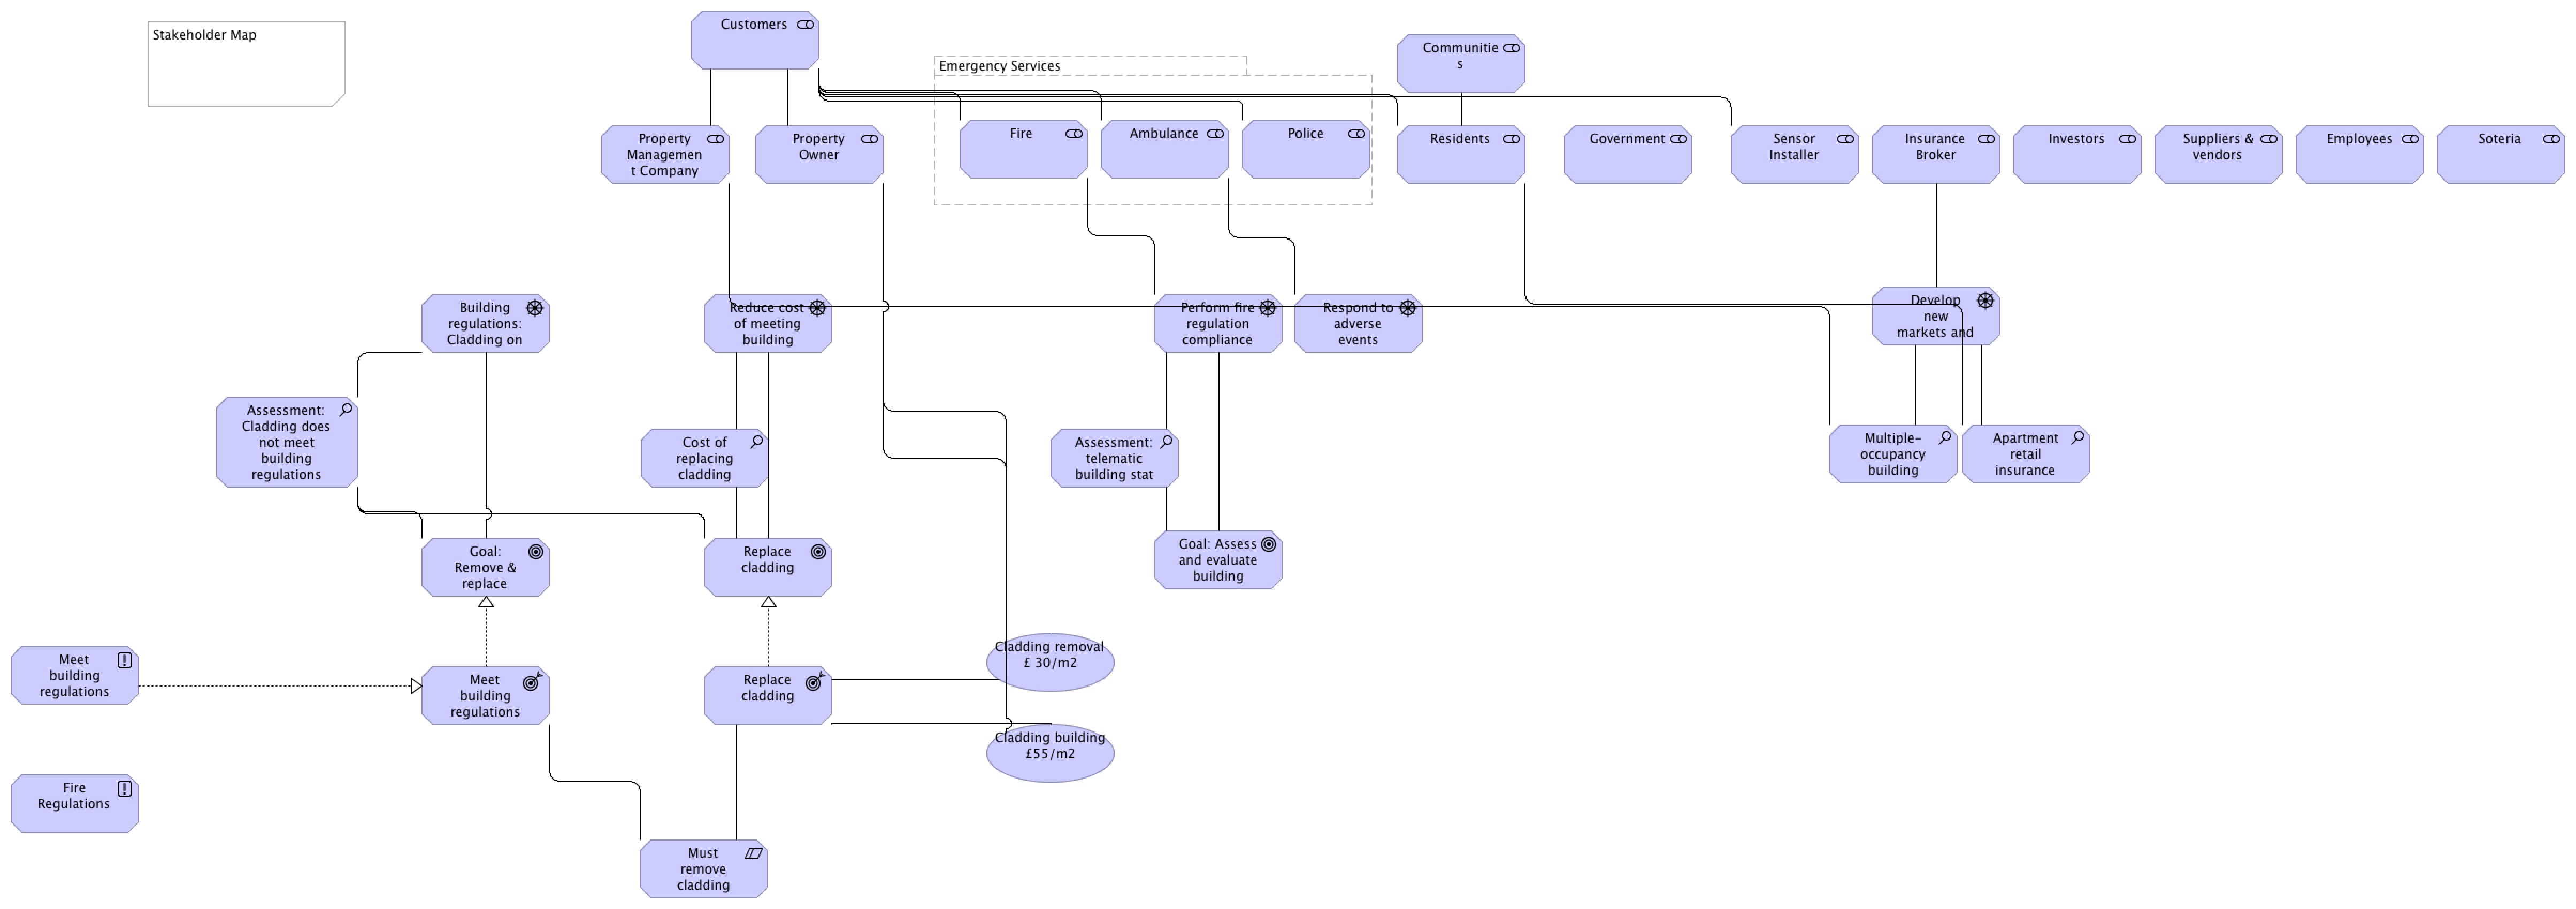 Stakeholder Map
Customers
Emergency Services
Communitie
s
Property
Managemen
t Company
Property
Owner
Fire
Ambulance
Police
Residents
Government
Sensor
Installer
Insurance
Broker
Investors
Suppliers &
vendors
Employees
Soteria
Building
regulations:
Cladding on
Reduce cost
of meeting
building
Perform fire
regulation
compliance
Respond to
adverse
events
Develop
new
markets and
Assessment:
Cladding does
not meet
building
regulations
Cost of
replacing
cladding
Assessment:
telematic
building stat
Multiple-
occupancy
building
Apartment
retail
insurance
Goal:
Remove &
replace
Replace
cladding
Goal: Assess
and evaluate
building
Meet
building
regulations
Meet
building
regulations
Replace
cladding
Cladding removal
£ 30/m2
Cladding building
£55/m2
Fire
Regulations
Must
remove
cladding